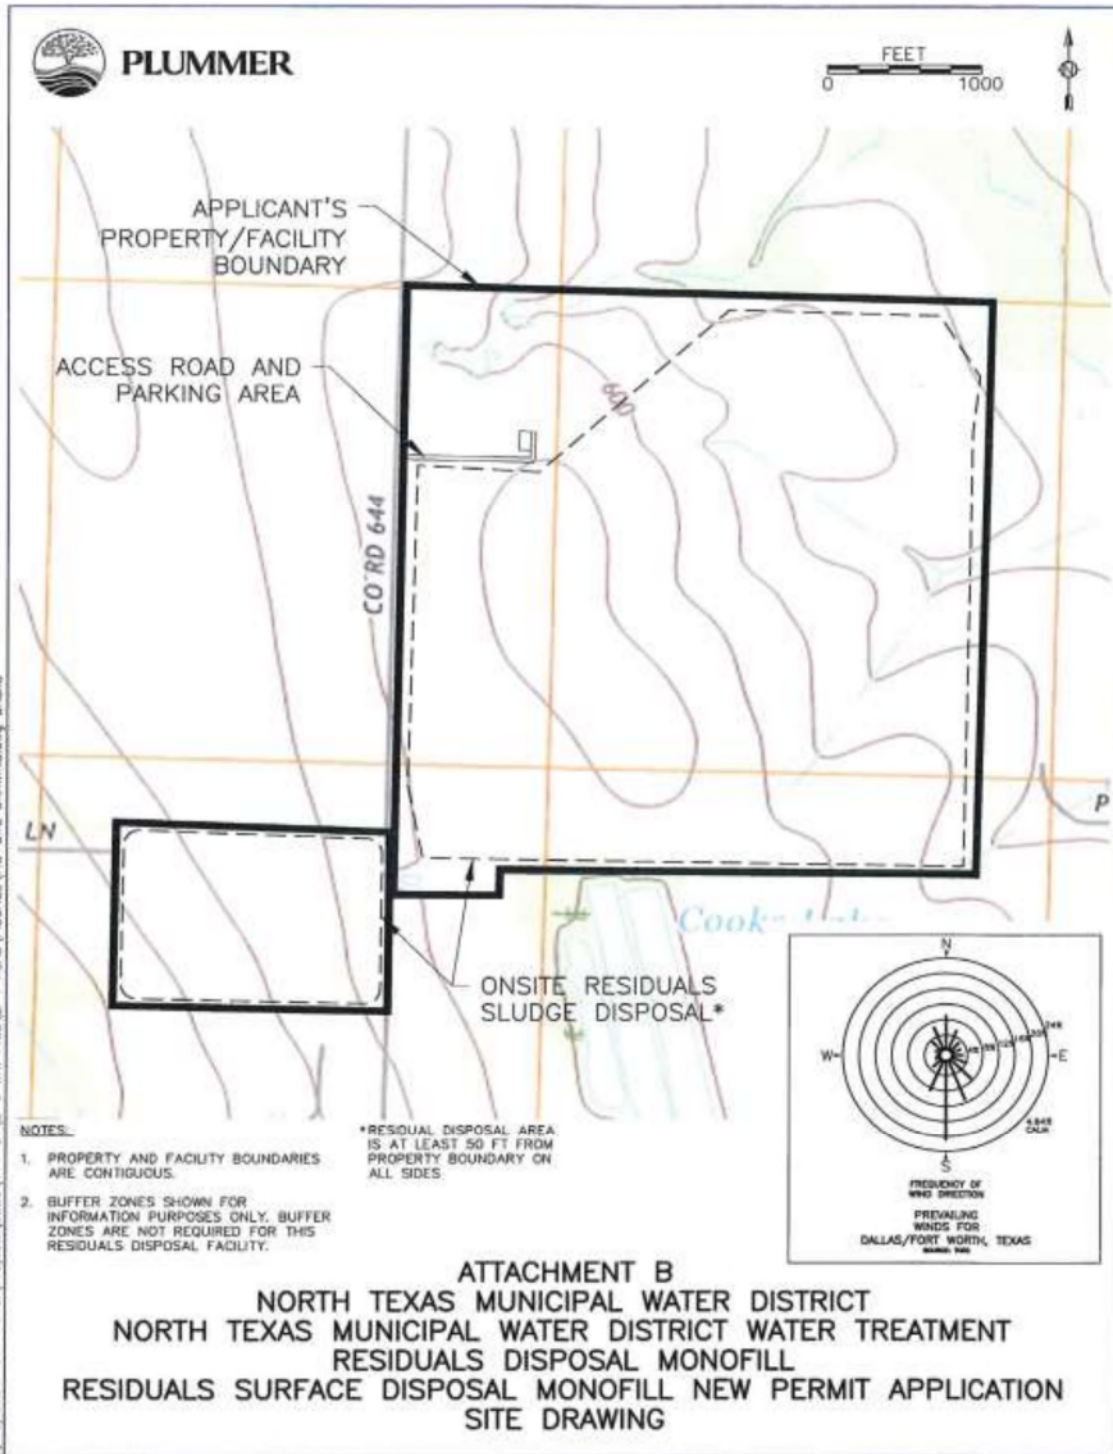 PLUMMER
FEET
0 1000
N
APPLICANT'S
PROPERTY/FACILITY
BOUNDARY
ACCESS ROAD AND
PARKING AREA
600
CO RD 644
LN
P
ONSITE RESIDUALS
SLUDGE DISPOSAL*
N
W
E
S
FREQUENCY OF
WIND DIRECTION
PREVAILING
WINDS FOR
DALLAS/FORT WORTH, TEXAS
NOTES:
1. PROPERTY AND FACILITY BOUNDARIES
ARE CONTIGUOUS.
2. BUFFER ZONES SHOWN FOR
INFORMATION PURPOSES ONLY. BUFFER
ZONES ARE NOT REQUIRED FOR THIS
RESIDUALS DISPOSAL FACILITY.
*RESIDUAL DISPOSAL AREA
IS AT LEAST 50 FT FROM
PROPERTY BOUNDARY ON
ALL SIDES
ATTACHMENT B
NORTH TEXAS MUNICIPAL WATER DISTRICT
NORTH TEXAS MUNICIPAL WATER DISTRICT WATER TREATMENT
RESIDUALS DISPOSAL MONOFILL
RESIDUALS SURFACE DISPOSAL MONOFILL NEW PERMIT APPLICATION
SITE DRAWING